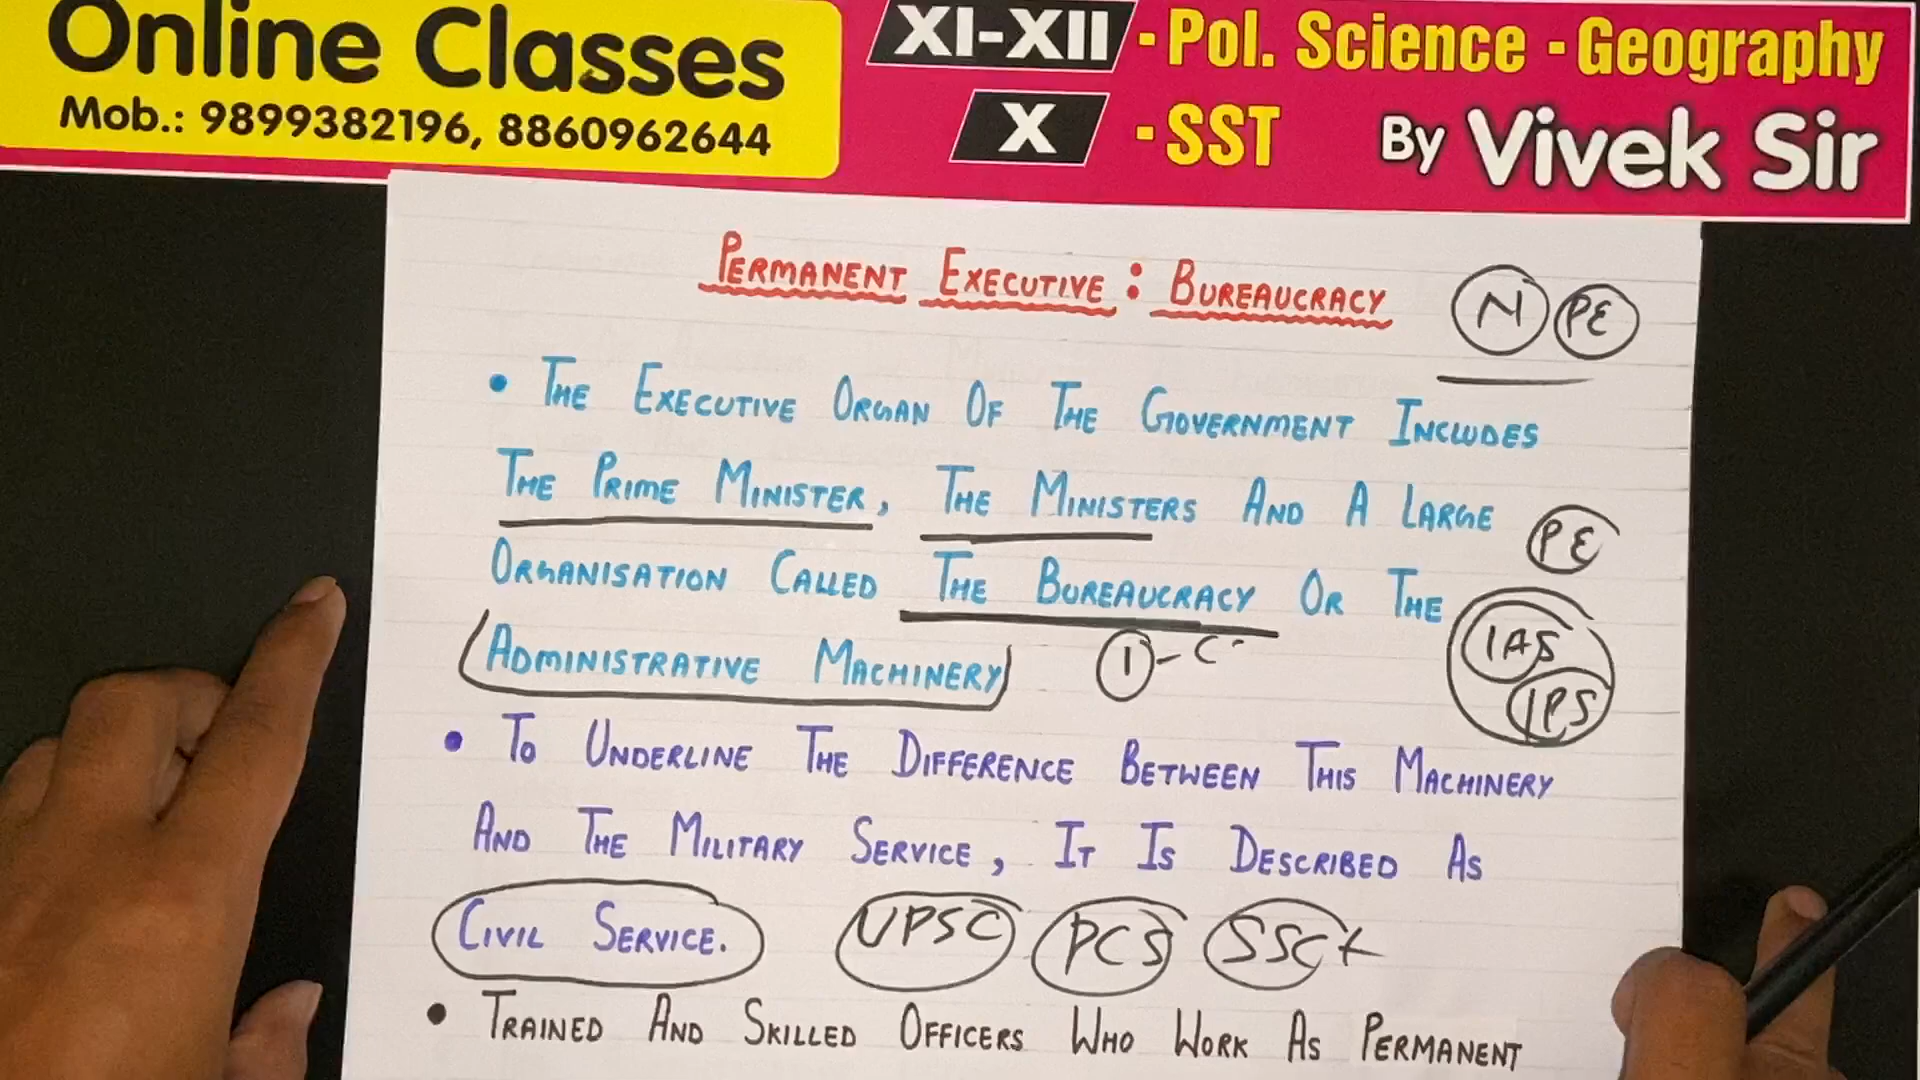 Online Classes
Mob.: 9899382196, 8860962644
XI-XII - Pol. Science - Geography
X - SST By Vivek Sir
PERMANENT EXECUTIVE : BUREAUCRACY
N PE
• THE EXECUTIVE ORGAN OF THE GOVERNMENT INCLUDES
THE PRIME MINISTER, THE MINISTERS AND A LARGE
PE
ORGANISATION CALLED THE BUREAUCRACY OR THE
IAS
ADMINISTRATIVE MACHINERY 1 - C
IPS
• TO UNDERLINE THE DIFFERENCE BETWEEN THIS MACHINERY
AND THE MILITARY SERVICE, IT IS DESCRIBED AS
CIVIL SERVICE. UPSC PCS SSC
• TRAINED AND SKILLED OFFICERS WHO WORK AS PERMANENT